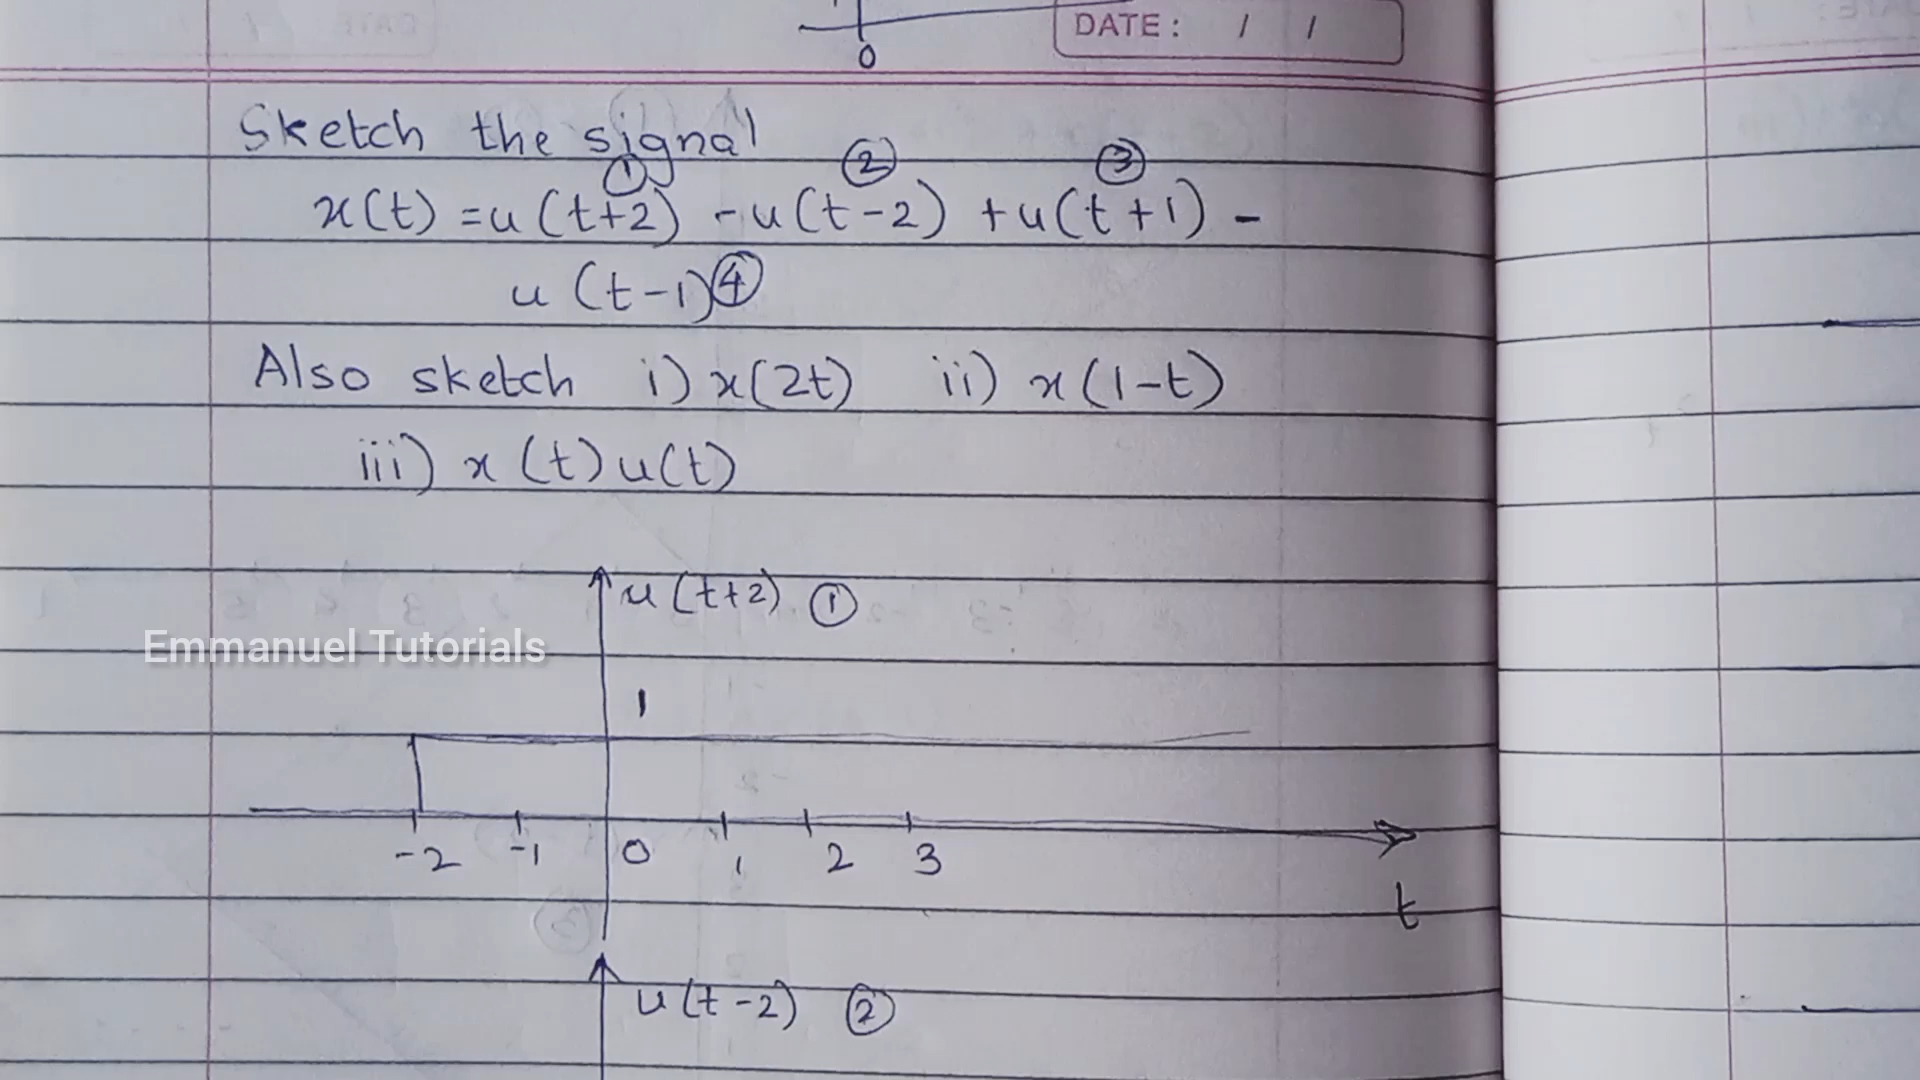 0
DATE : / /
Sketch the signal
① ② ③
x(t) = u(t+2) - u(t-2) + u(t+1) -
u(t-1) ④
Also sketch i) x(2t) ii) x(1-t)
iii) x(t)u(t)
u(t+2) ①
Emmanuel Tutorials
1
-2 -1 0 1 2 3
t
u(t-2) ②